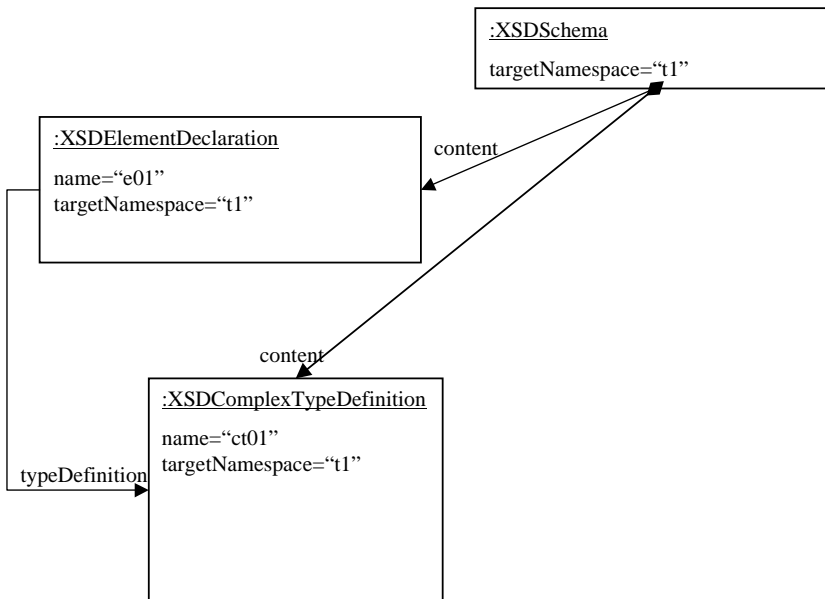 :XSDSchema
targetNamespace=“t1”
:XSDElementDeclaration
name=“e01”
targetNamespace=“t1”
content
content
:XSDComplexTypeDefinition
name=“ct01”
targetNamespace=“t1”
typeDefinition